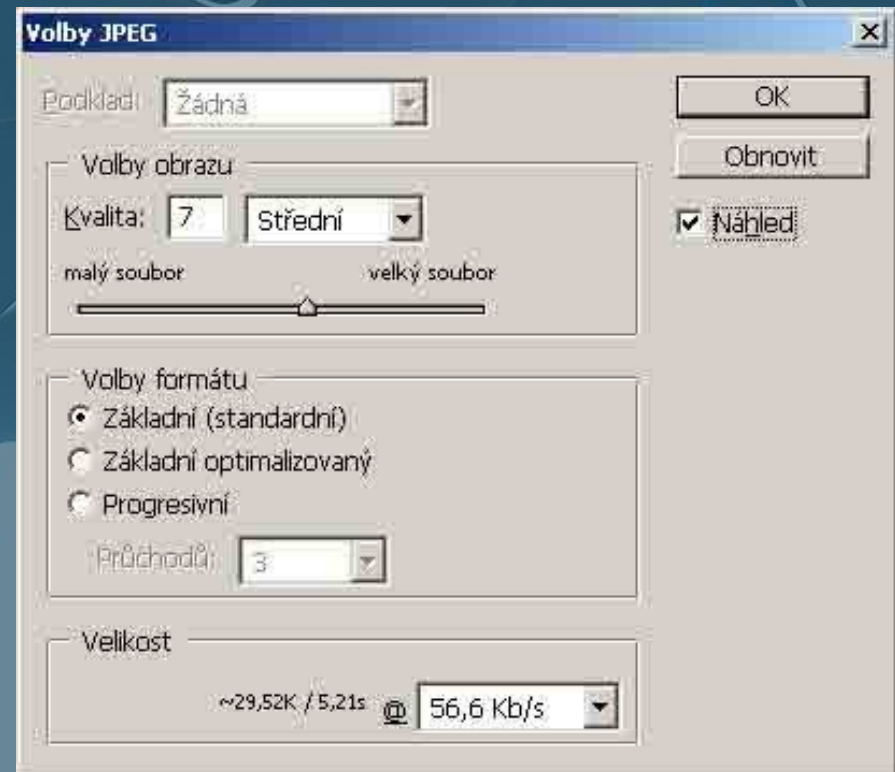 Volby JPEG
Podklad: Žádná
OK
Obnovit
Náhled
Volby obrazu
Kvalita: 7 Střední
malý soubor velký soubor
Volby formátu
Základní (standardní)
Základní optimalizovaný
Progresivní
Průchodů: 3
Velikost
~29,52K / 5,21s @ 56,6 Kb/s